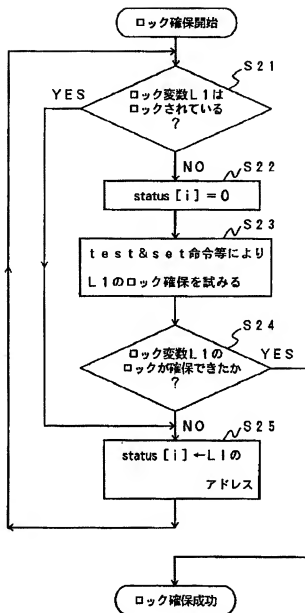 ロック確保開始
S21
ロック変数L1は
ロックされている
?
YES
NO
S22
status[i]=0
S23
test&set命令等により
L1のロック確保を試みる
S24
ロック変数L1の
ロックが確保できたか
?
YES
NO
S25
status[i]←L1の
アドレス
ロック確保成功